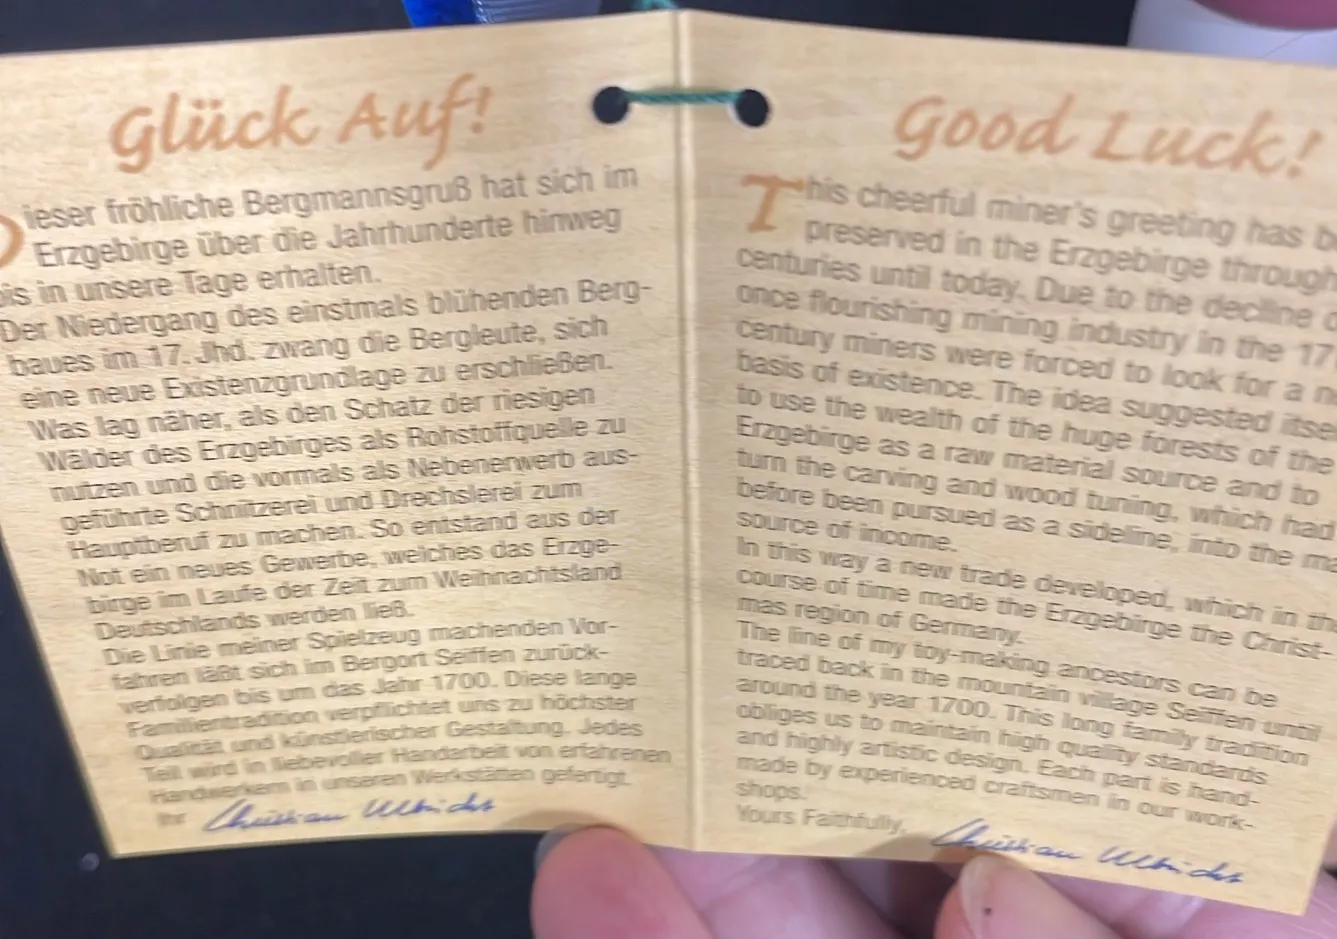 Glück Auf!
Dieser fröhliche Bergmannsgruß hat sich im
Erzgebirge über die Jahrhunderte hinweg
bis in unsere Tage erhalten.
Der Niedergang des einstmals blühenden Berg-
baues im 17. Jhd. zwang die Bergleute, sich
eine neue Existenzgrundlage zu erschließen.
Was lag näher, als den Schatz der riesigen
Wälder des Erzgebirges als Rohstoffquelle zu
nutzen und die vormals als Nebenerwerb aus-
geführte Schnitzerei und Drechslerei zum
Hauptberuf zu machen. So entstand aus der
Not ein neues Gewerbe, welches das Erzge-
birge im Laufe der Zeit zum Weihnachtsland
Deutschlands werden ließ.
Die Linie meiner Spielzeug machenden Vor-
fahren läßt sich im Bergort Seiffen zurück-
verfolgen bis um das Jahr 1700. Diese lange
Familientradition verpflichtet uns zu höchster
Qualität und künstlerischer Gestaltung. Jedes
Teil wird in liebevoller Handarbeit von erfahrenen
Handwerkern in unseren Werkstätten gefertigt.
Ihr Christian Ulbricht
Good Luck!
This cheerful miner's greeting has b
preserved in the Erzgebirge through
centuries until today. Due to the decline o
once flourishing mining industry in the 17
century miners were forced to look for a n
basis of existence. The idea suggested itse
to use the wealth of the huge forests of the
Erzgebirge as a raw material source and to
turn the carving and wood tuning, which had
before been pursued as a sideline, into the ma
source of income.
In this way a new trade developed, which in th
course of time made the Erzgebirge the Christ-
mas region of Germany.
The line of my toy-making ancestors can be
traced back in the mountain village Seiffen until
around the year 1700. This long family tradition
obliges us to maintain high quality standards
and highly artistic design. Each part is hand-
made by experienced craftsmen in our work-
shops.
Yours Faithfully, Christian Ulbricht